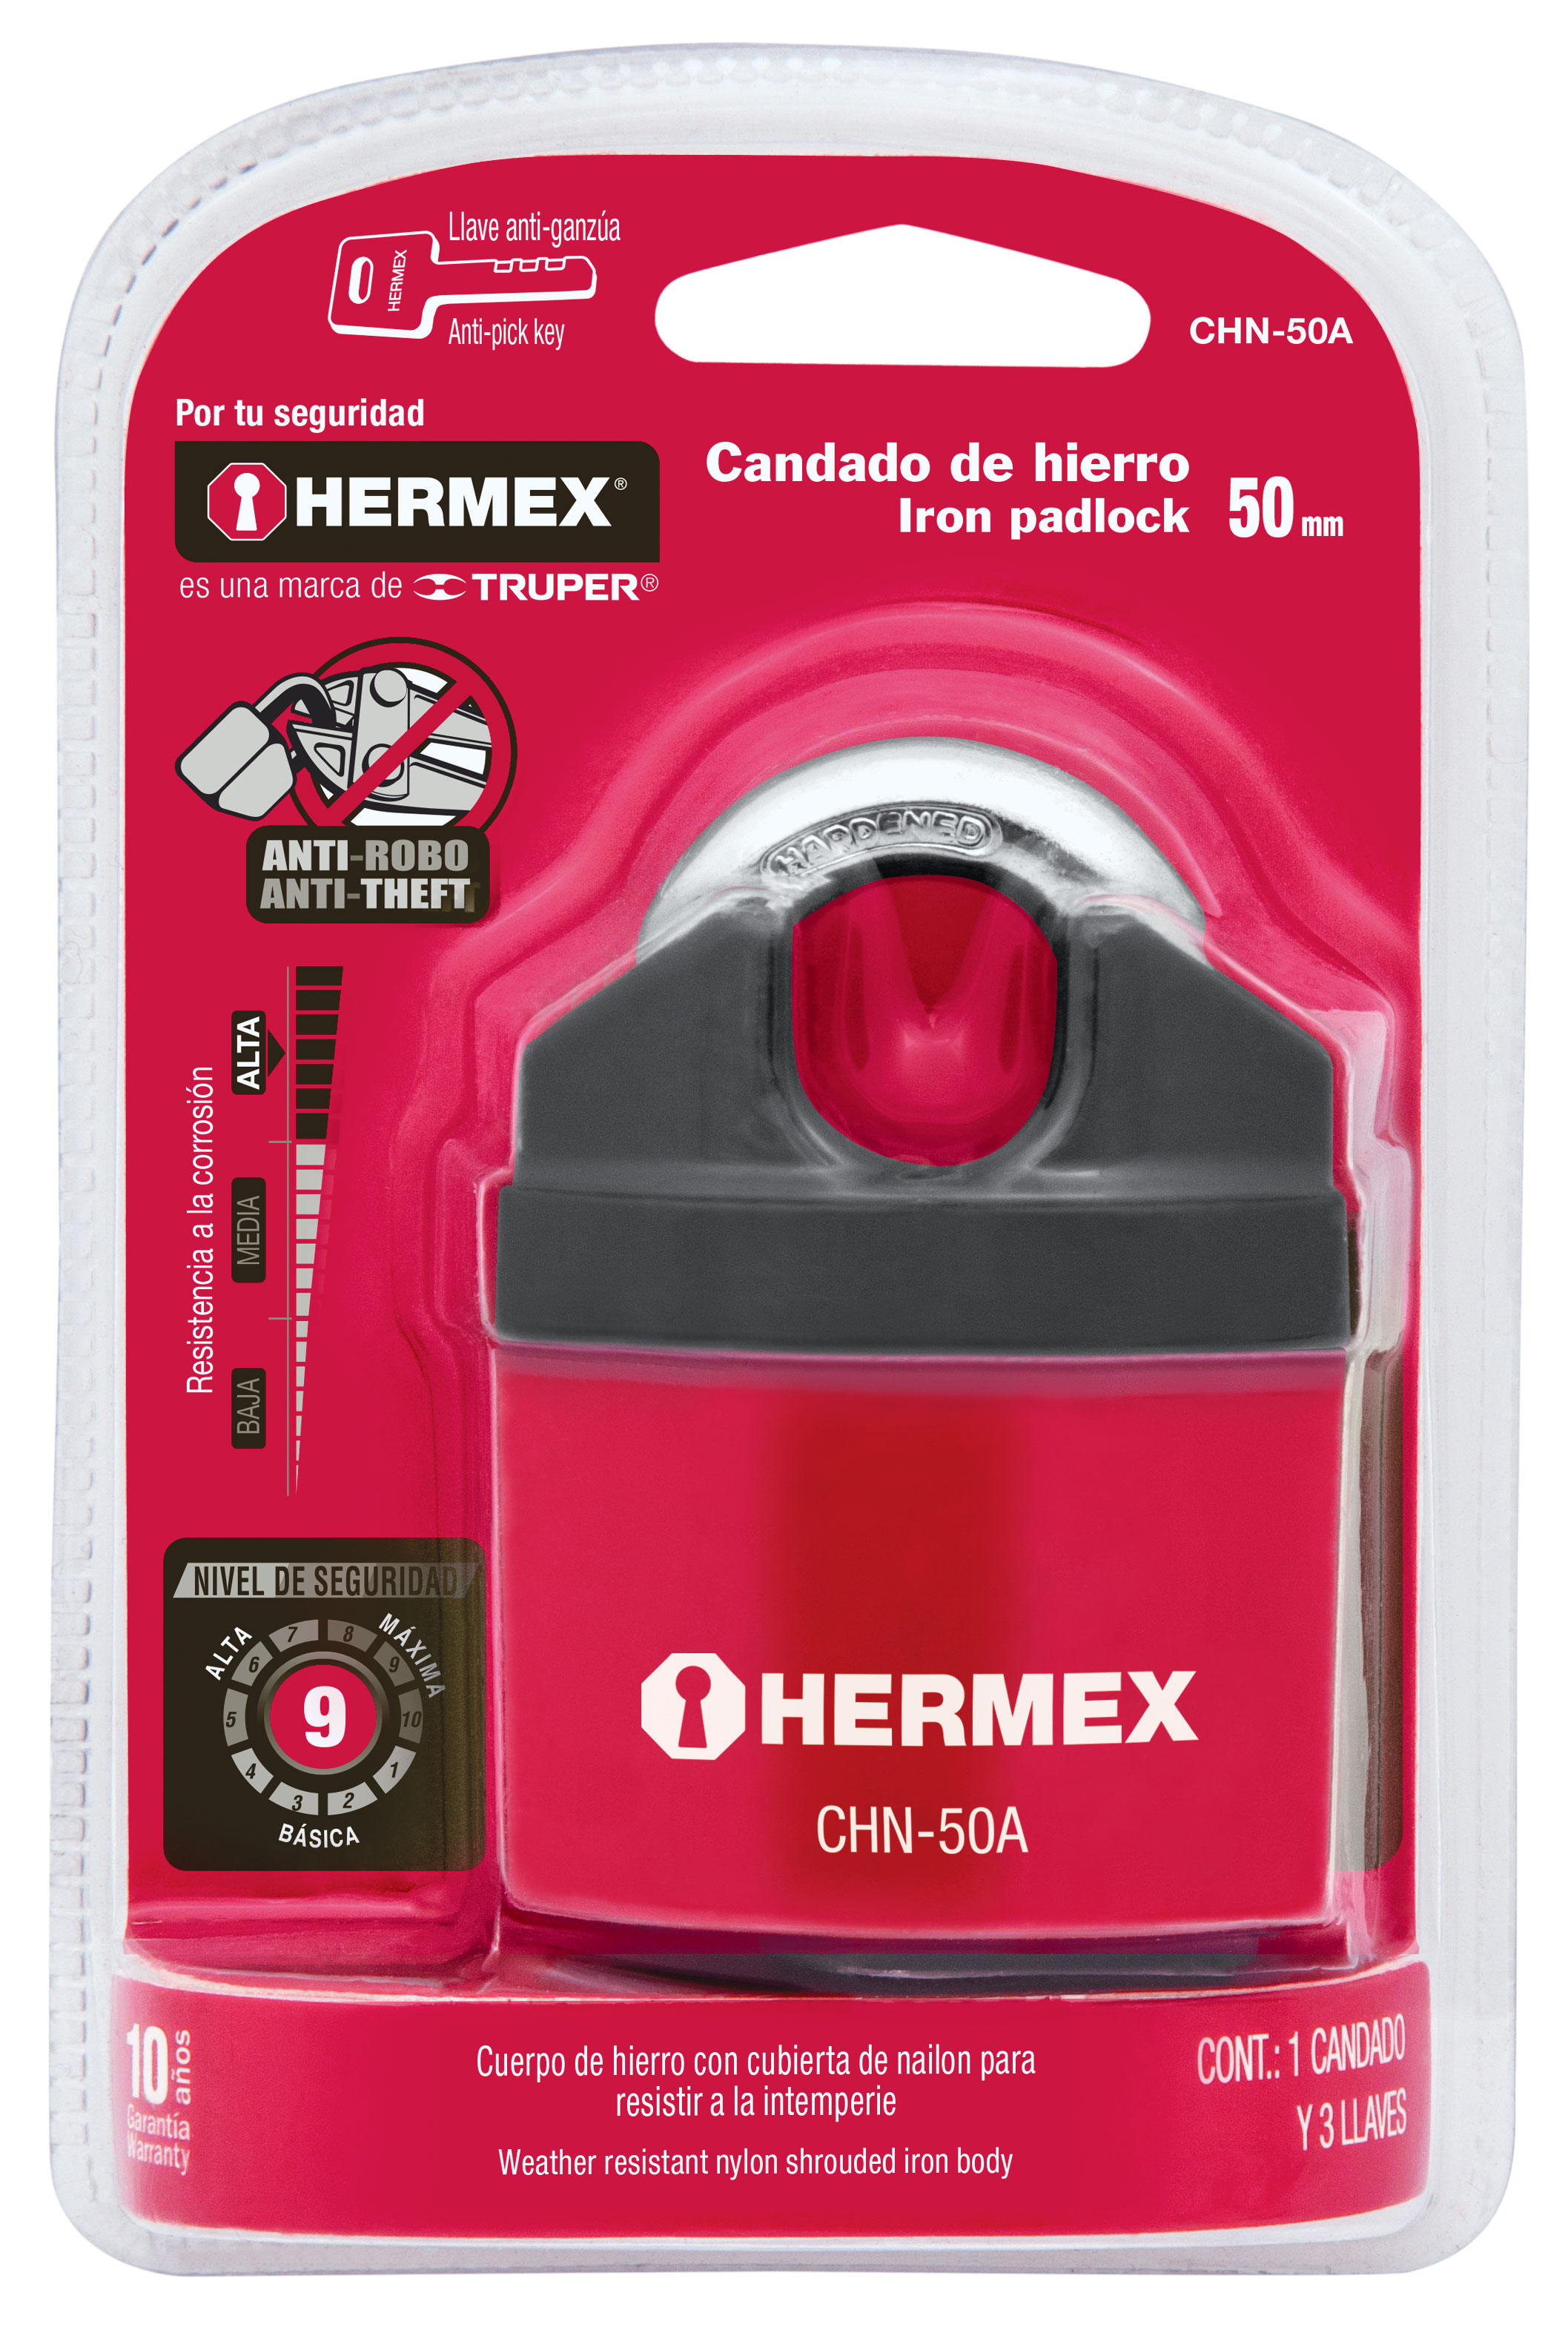 Llave anti-ganzúa
HERMEX
Anti-pick key
CHN-50A
Por tu seguridad
HERMEX®
es una marca de TRUPER®
Candado de hierro
Iron padlock 50 mm
ANTI-ROBO
ANTI-THEFT
HARDENED
Resistencia a la corrosión
ALTA
MEDIA
BAJA
NIVEL DE SEGURIDAD
ALTA
MÁXIMA
BÁSICA
9
1
2
3
4
5
6
7
8
9
10
HERMEX
CHN-50A
10 años
Garantía
Warranty
Cuerpo de hierro con cubierta de nailon para
resistir a la intemperie
Weather resistant nylon shrouded iron body
CONT.: 1 CANDADO
Y 3 LLAVES